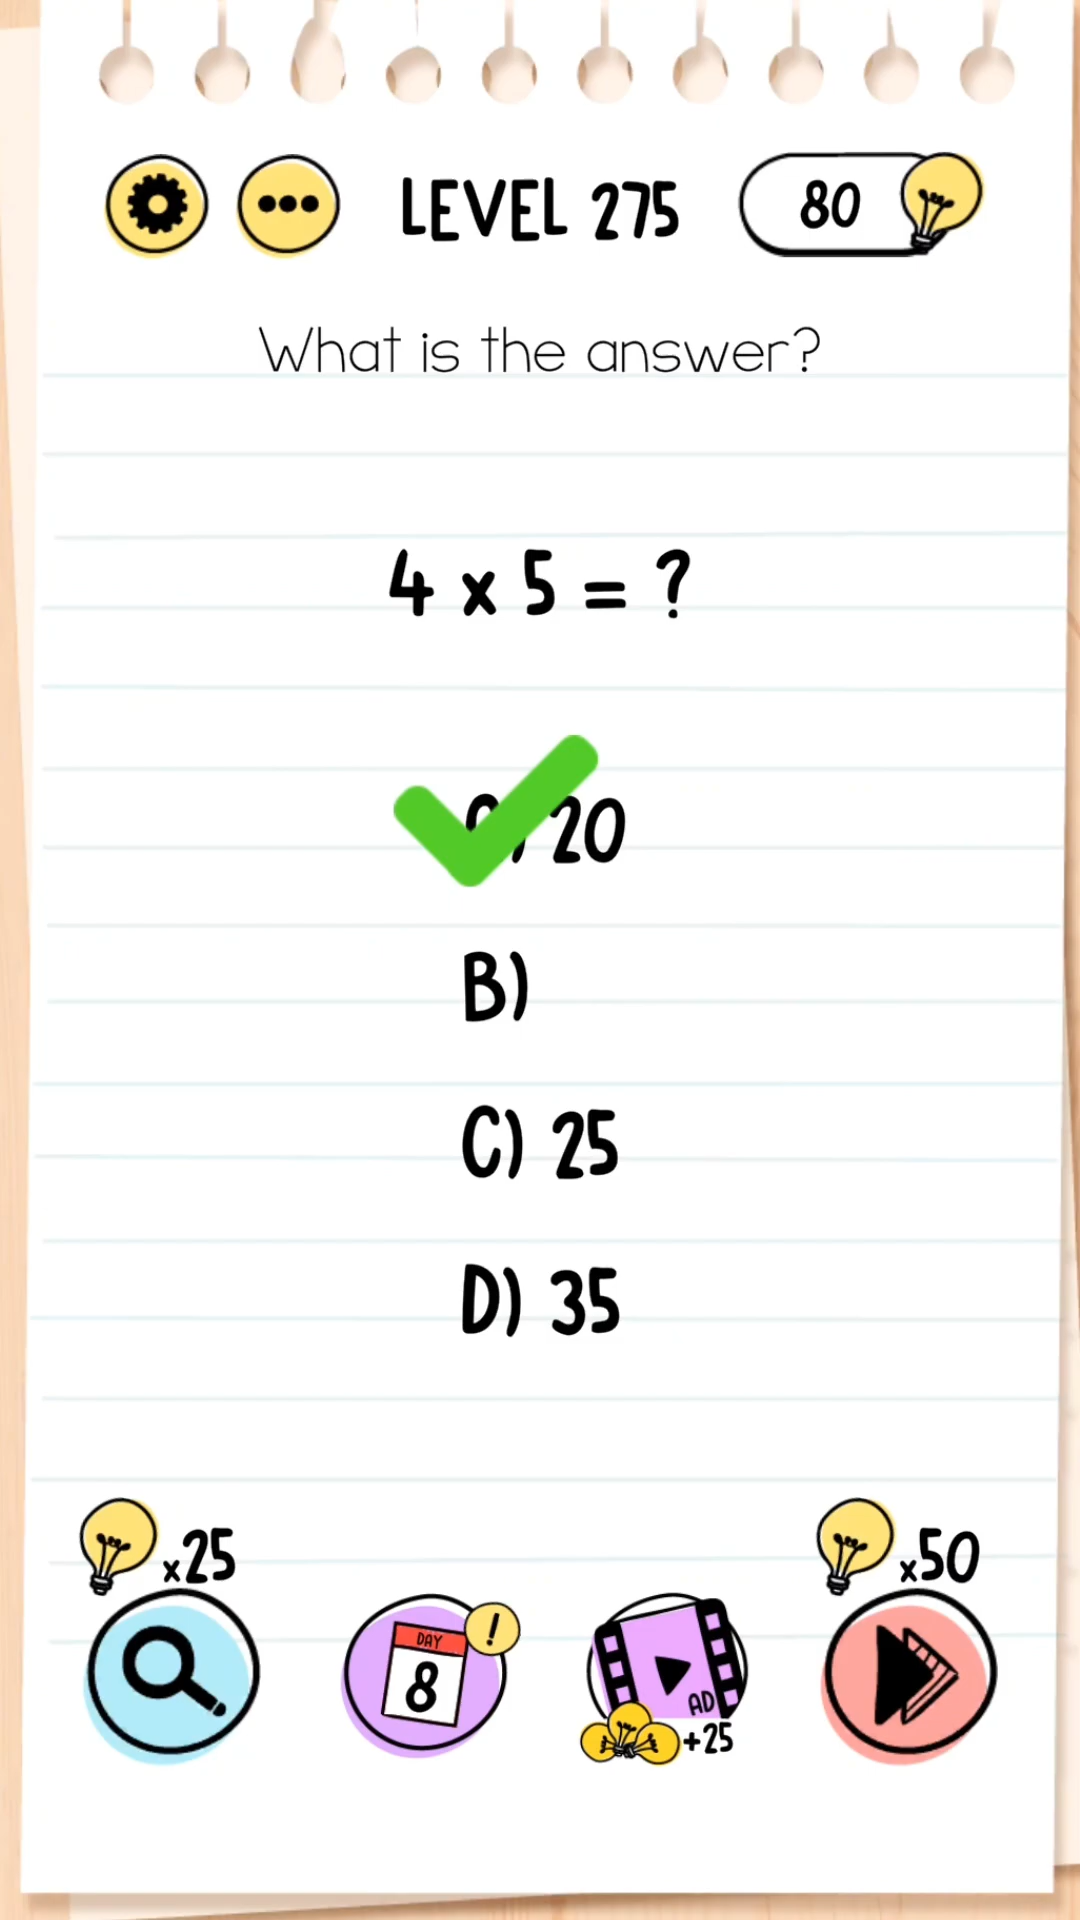 LEVEL 275
80
What is the answer?
4 x 5 = ?
20
B)
C) 25
D) 35
x25
x50
DAY
8
!
AD
+25